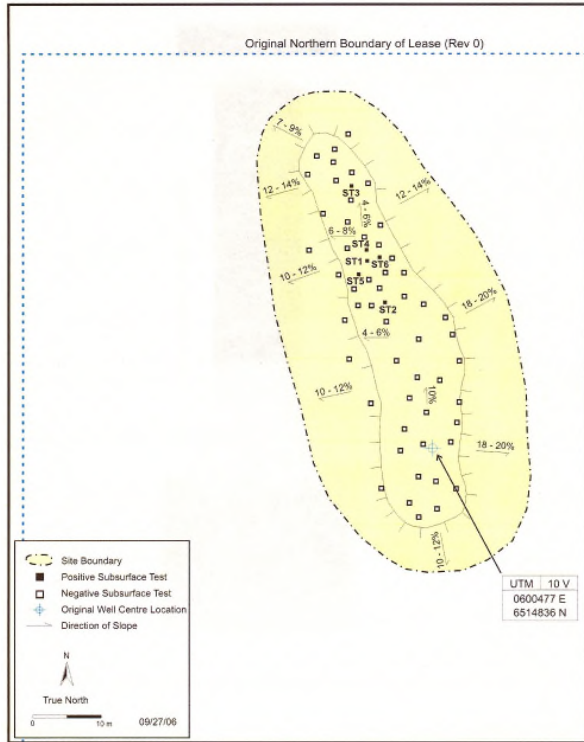 Original Northern Boundary of Lease (Rev 0)
7 - 9%
12 - 14%
12 - 14%
ST3
4 - 6%
6 - 8%
ST4
ST1
ST6
10 - 12%
ST5
18 - 20%
ST2
4 - 6%
10 - 12%
10%
18 - 20%
10 - 12%
Site Boundary
Positive Subsurface Test
Negative Subsurface Test
Original Well Centre Location
Direction of Slope
N
True North
0 10 m
09/27/06
UTM 10 V
0600477 E
6514836 N